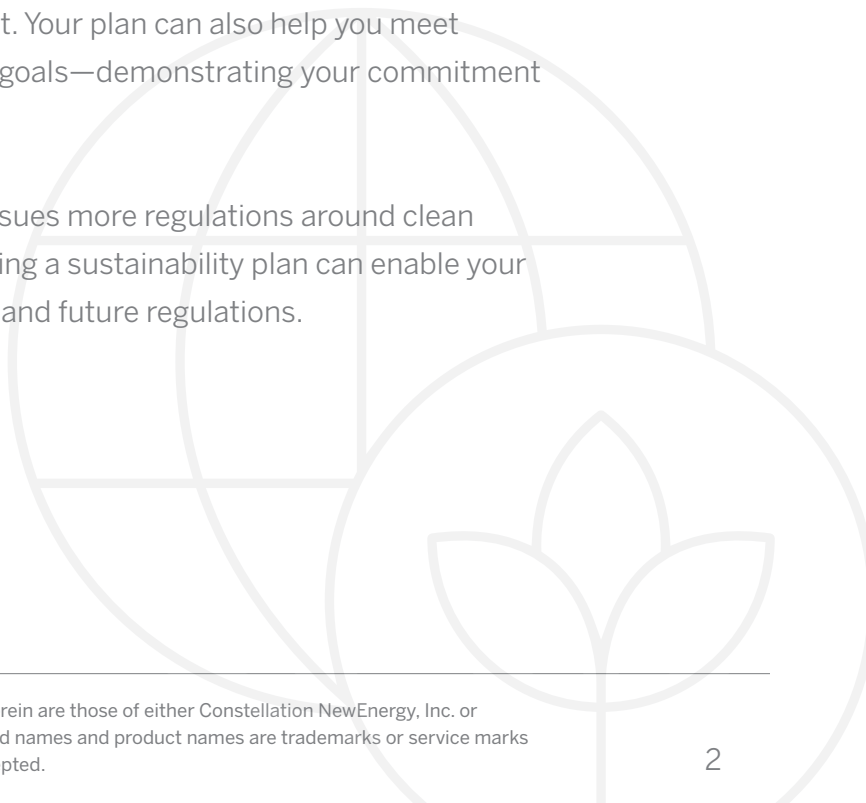 t. Your plan can also help you meet
goals—demonstrating your commitment
sues more regulations around clean
ing a sustainability plan can enable your
and future regulations.
rein are those of either Constellation NewEnergy, Inc. or
d names and product names are trademarks or service marks
pted.
2